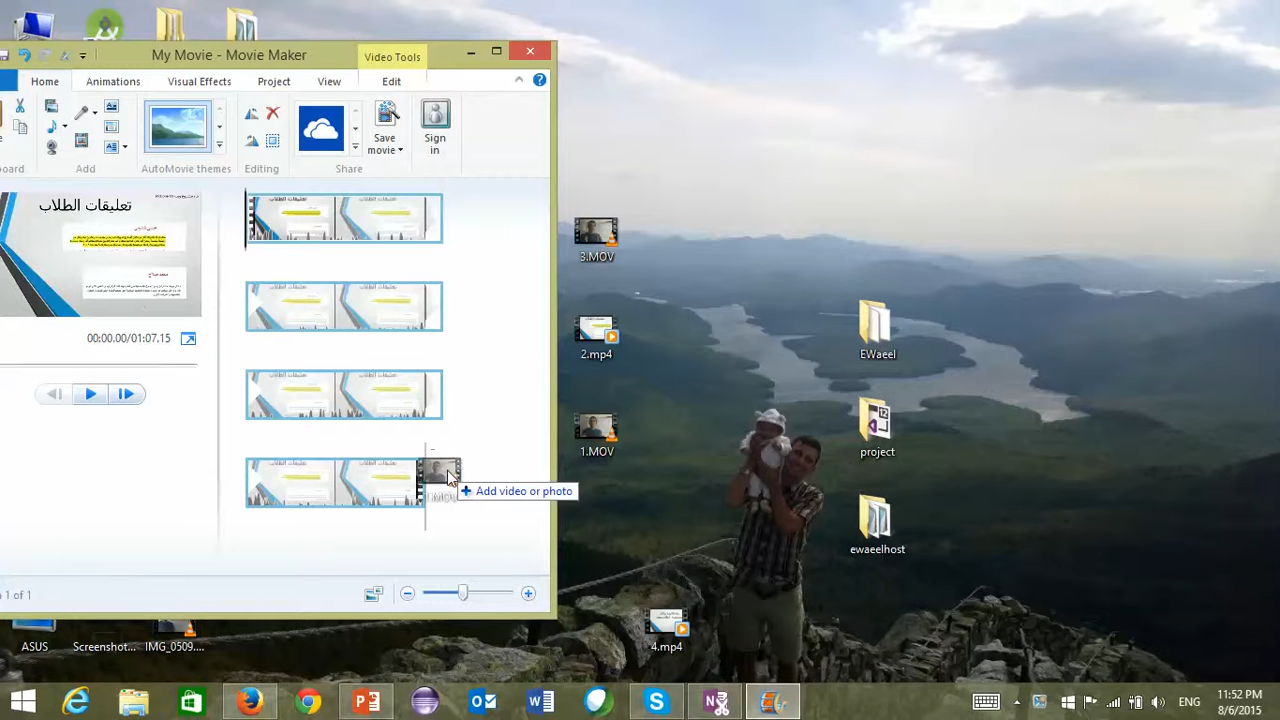 My Movie - Movie Maker
Video Tools
Home
Animations
Visual Effects
Project
View
Edit
Save movie
Sign in
Add
AutoMovie themes
Editing
Share
تعليقات الطلاب
00:00.00/01:07.15
Add video or photo
1 of 1
3.MOV
2.mp4
1.MOV
EWaeel
project
ewaeelhost
4.mp4
ASUS
Screenshot...
IMG_0509....
ENG
11:52 PM
8/6/2015